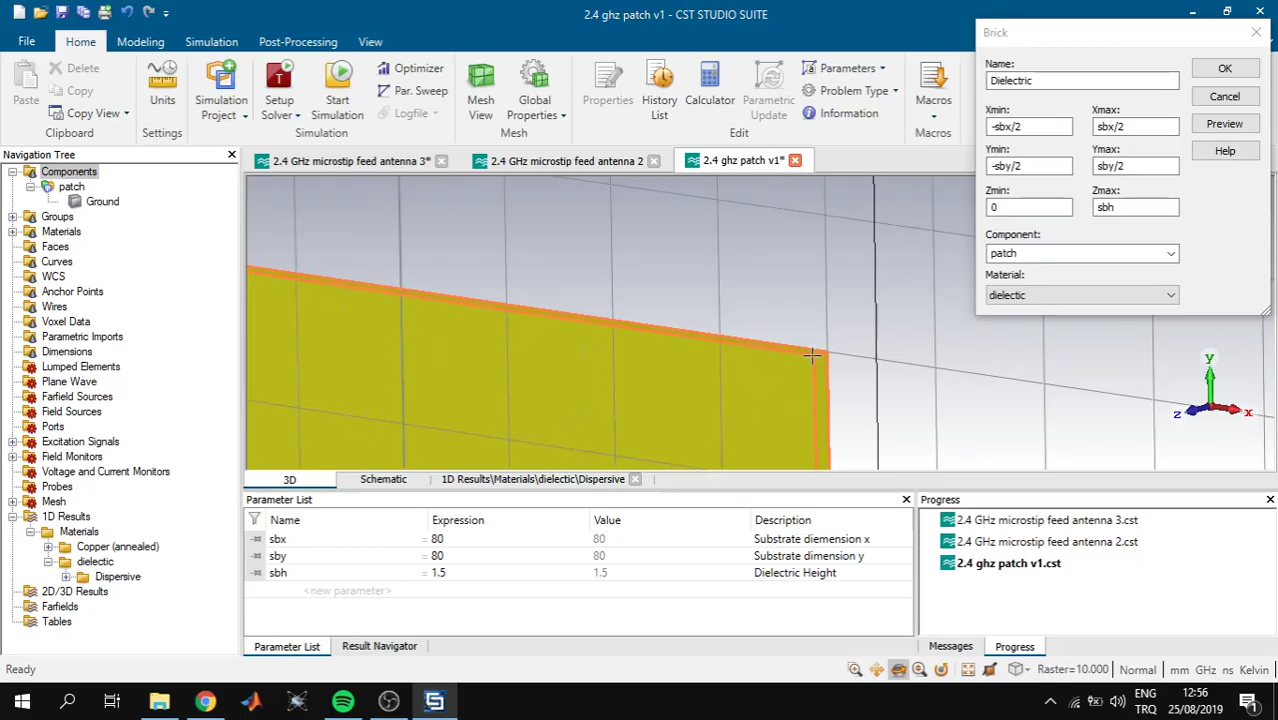 2.4 ghz patch v1 - CST STUDIO SUITE
File Home Modeling Simulation Post-Processing View
Paste
Delete
Copy
Copy View
Clipboard
Units
Settings
Simulation Project
Setup Solver
Start Simulation
Optimizer
Par. Sweep
Logfile
Simulation
Mesh View
Global Properties
Mesh
Properties
History List
Calculator
Parametric Update
Parameters
Problem Type
Information
Edit
Macros
Macros
Brick
Name:
Dielectric
OK
Cancel
Preview
Help
Xmin: Xmax:
-sbx/2 sbx/2
Ymin: Ymax:
-sby/2 sby/2
Zmin: Zmax:
0 sbh
Component:
patch
Material:
dielectic
Navigation Tree
Components
patch
Ground
Groups
Materials
Faces
Curves
WCS
Anchor Points
Wires
Voxel Data
Parametric Imports
Dimensions
Lumped Elements
Plane Wave
Farfield Sources
Field Sources
Ports
Excitation Signals
Field Monitors
Voltage and Current Monitors
Probes
Mesh
1D Results
Materials
Copper (annealed)
dielectic
Dispersive
2D/3D Results
Farfields
Tables
2.4 GHz microstip feed antenna 3* 2.4 GHz microstip feed antenna 2 2.4 ghz patch v1*
y
z x
3D Schematic 1D Results\Materials\dielectic\Dispersive
Parameter List
Name Expression Value Description
sbx = 80 80 Substrate diemension x
sby = 80 80 Substrate dimension y
sbh = 1.5 1.5 Dielectric Height
<new parameter>
Parameter List Result Navigator
Progress
2.4 GHz microstip feed antenna 3.cst
2.4 GHz microstip feed antenna 2.cst
2.4 ghz patch v1.cst
Messages Progress
Ready
Raster=10.000 Normal mm GHz ns Kelvin
ENG
TRQ
12:56
25/08/2019
1